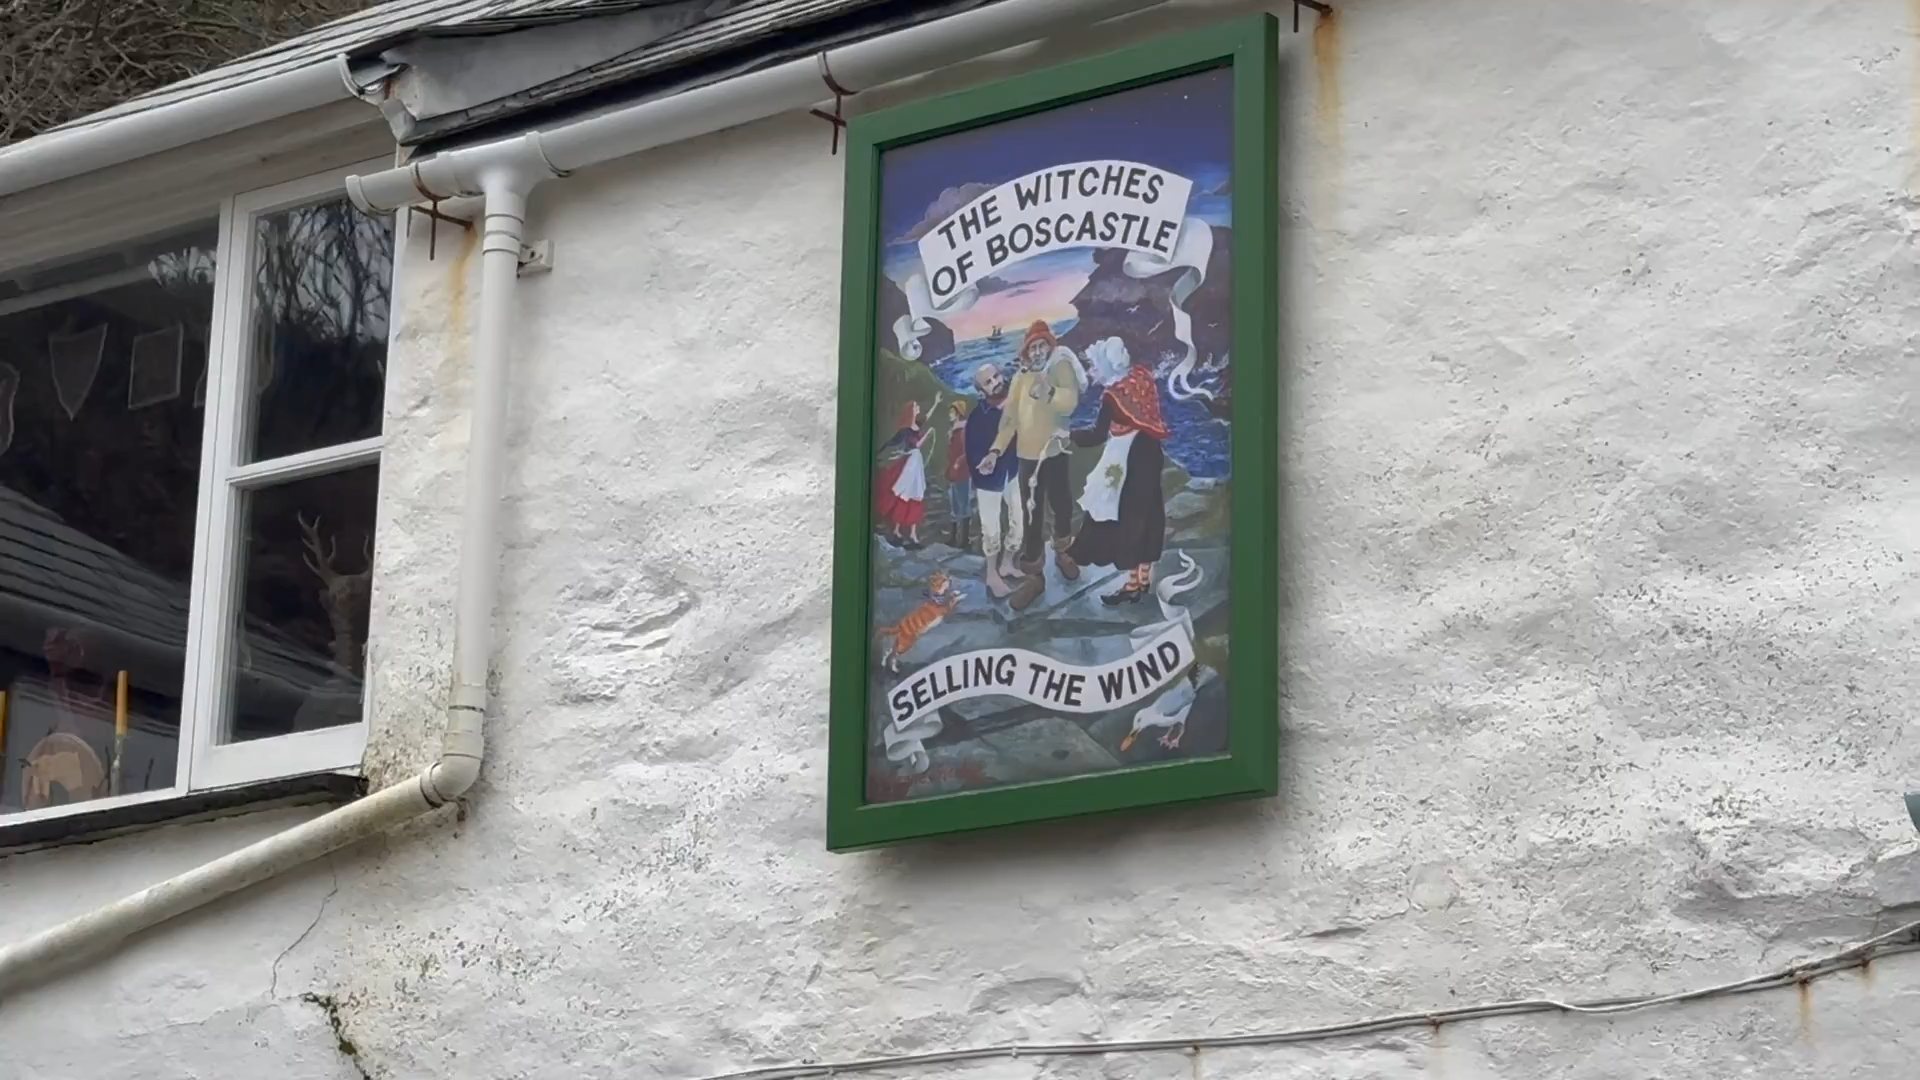 THE WITCHES
OF BOSCASTLE
SELLING THE WIND